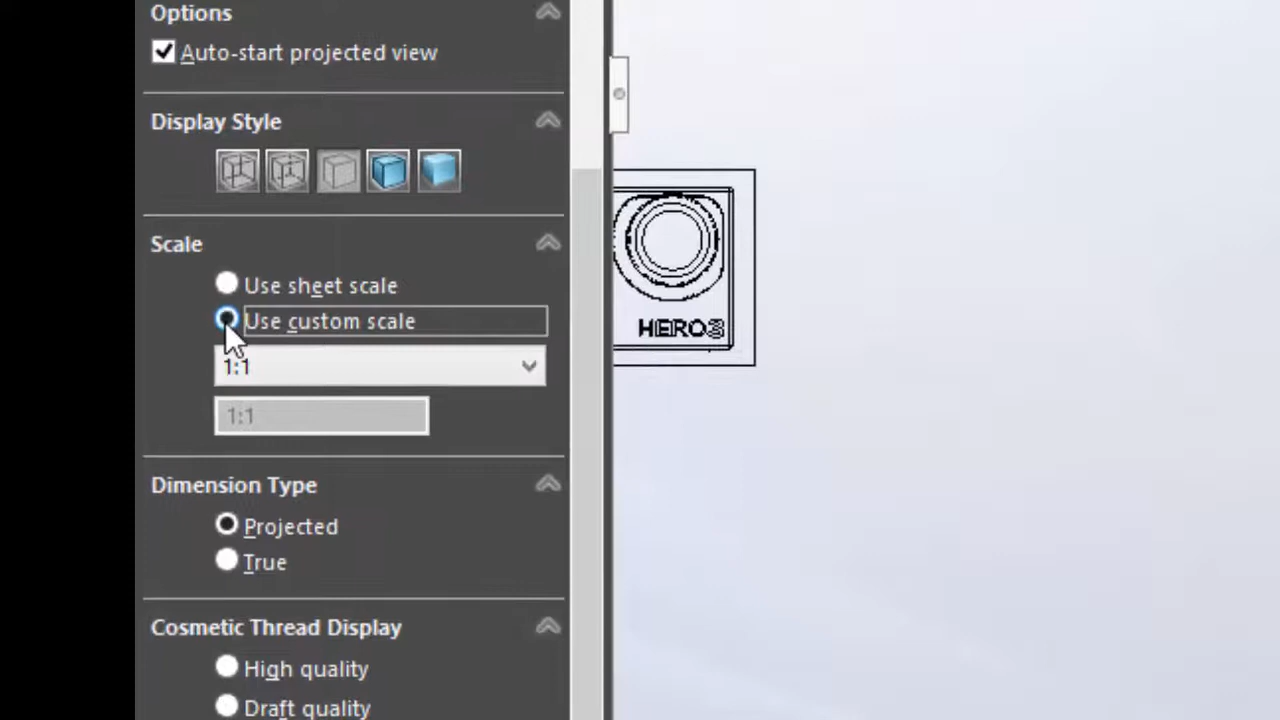 Options
Auto-start projected view
Display Style
Scale
Use sheet scale
Use custom scale
1:1
1:1
HERO3
Dimension Type
Projected
True
Cosmetic Thread Display
High quality
Draft quality